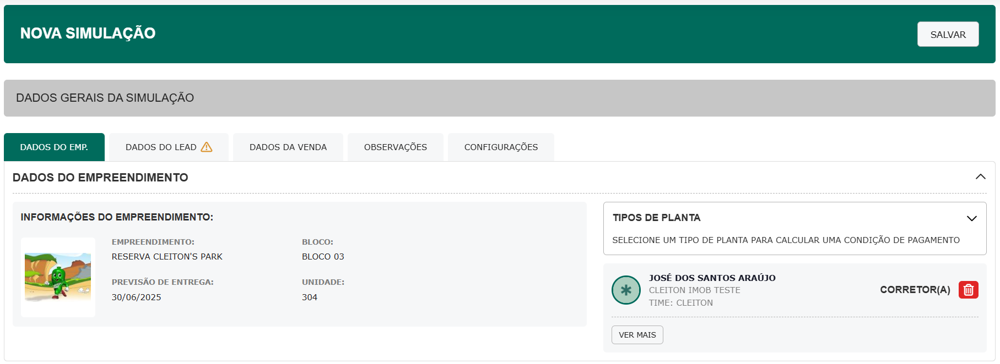 NOVA SIMULAÇÃO
SALVAR
DADOS GERAIS DA SIMULAÇÃO
DADOS DO EMP.
DADOS DO LEAD
DADOS DA VENDA
OBSERVAÇÕES
CONFIGURAÇÕES
DADOS DO EMPREENDIMENTO
INFORMAÇÕES DO EMPREENDIMENTO:
EMPREENDIMENTO:
RESERVA CLEITON'S PARK
BLOCO:
BLOCO 03
PREVISÃO DE ENTREGA:
30/06/2025
UNIDADE:
304
TIPOS DE PLANTA
SELECIONE UM TIPO DE PLANTA PARA CALCULAR UMA CONDIÇÃO DE PAGAMENTO
JOSÉ DOS SANTOS ARAÚJO
CLEITON IMOB TESTE
TIME: CLEITON
CORRETOR(A)
VER MAIS